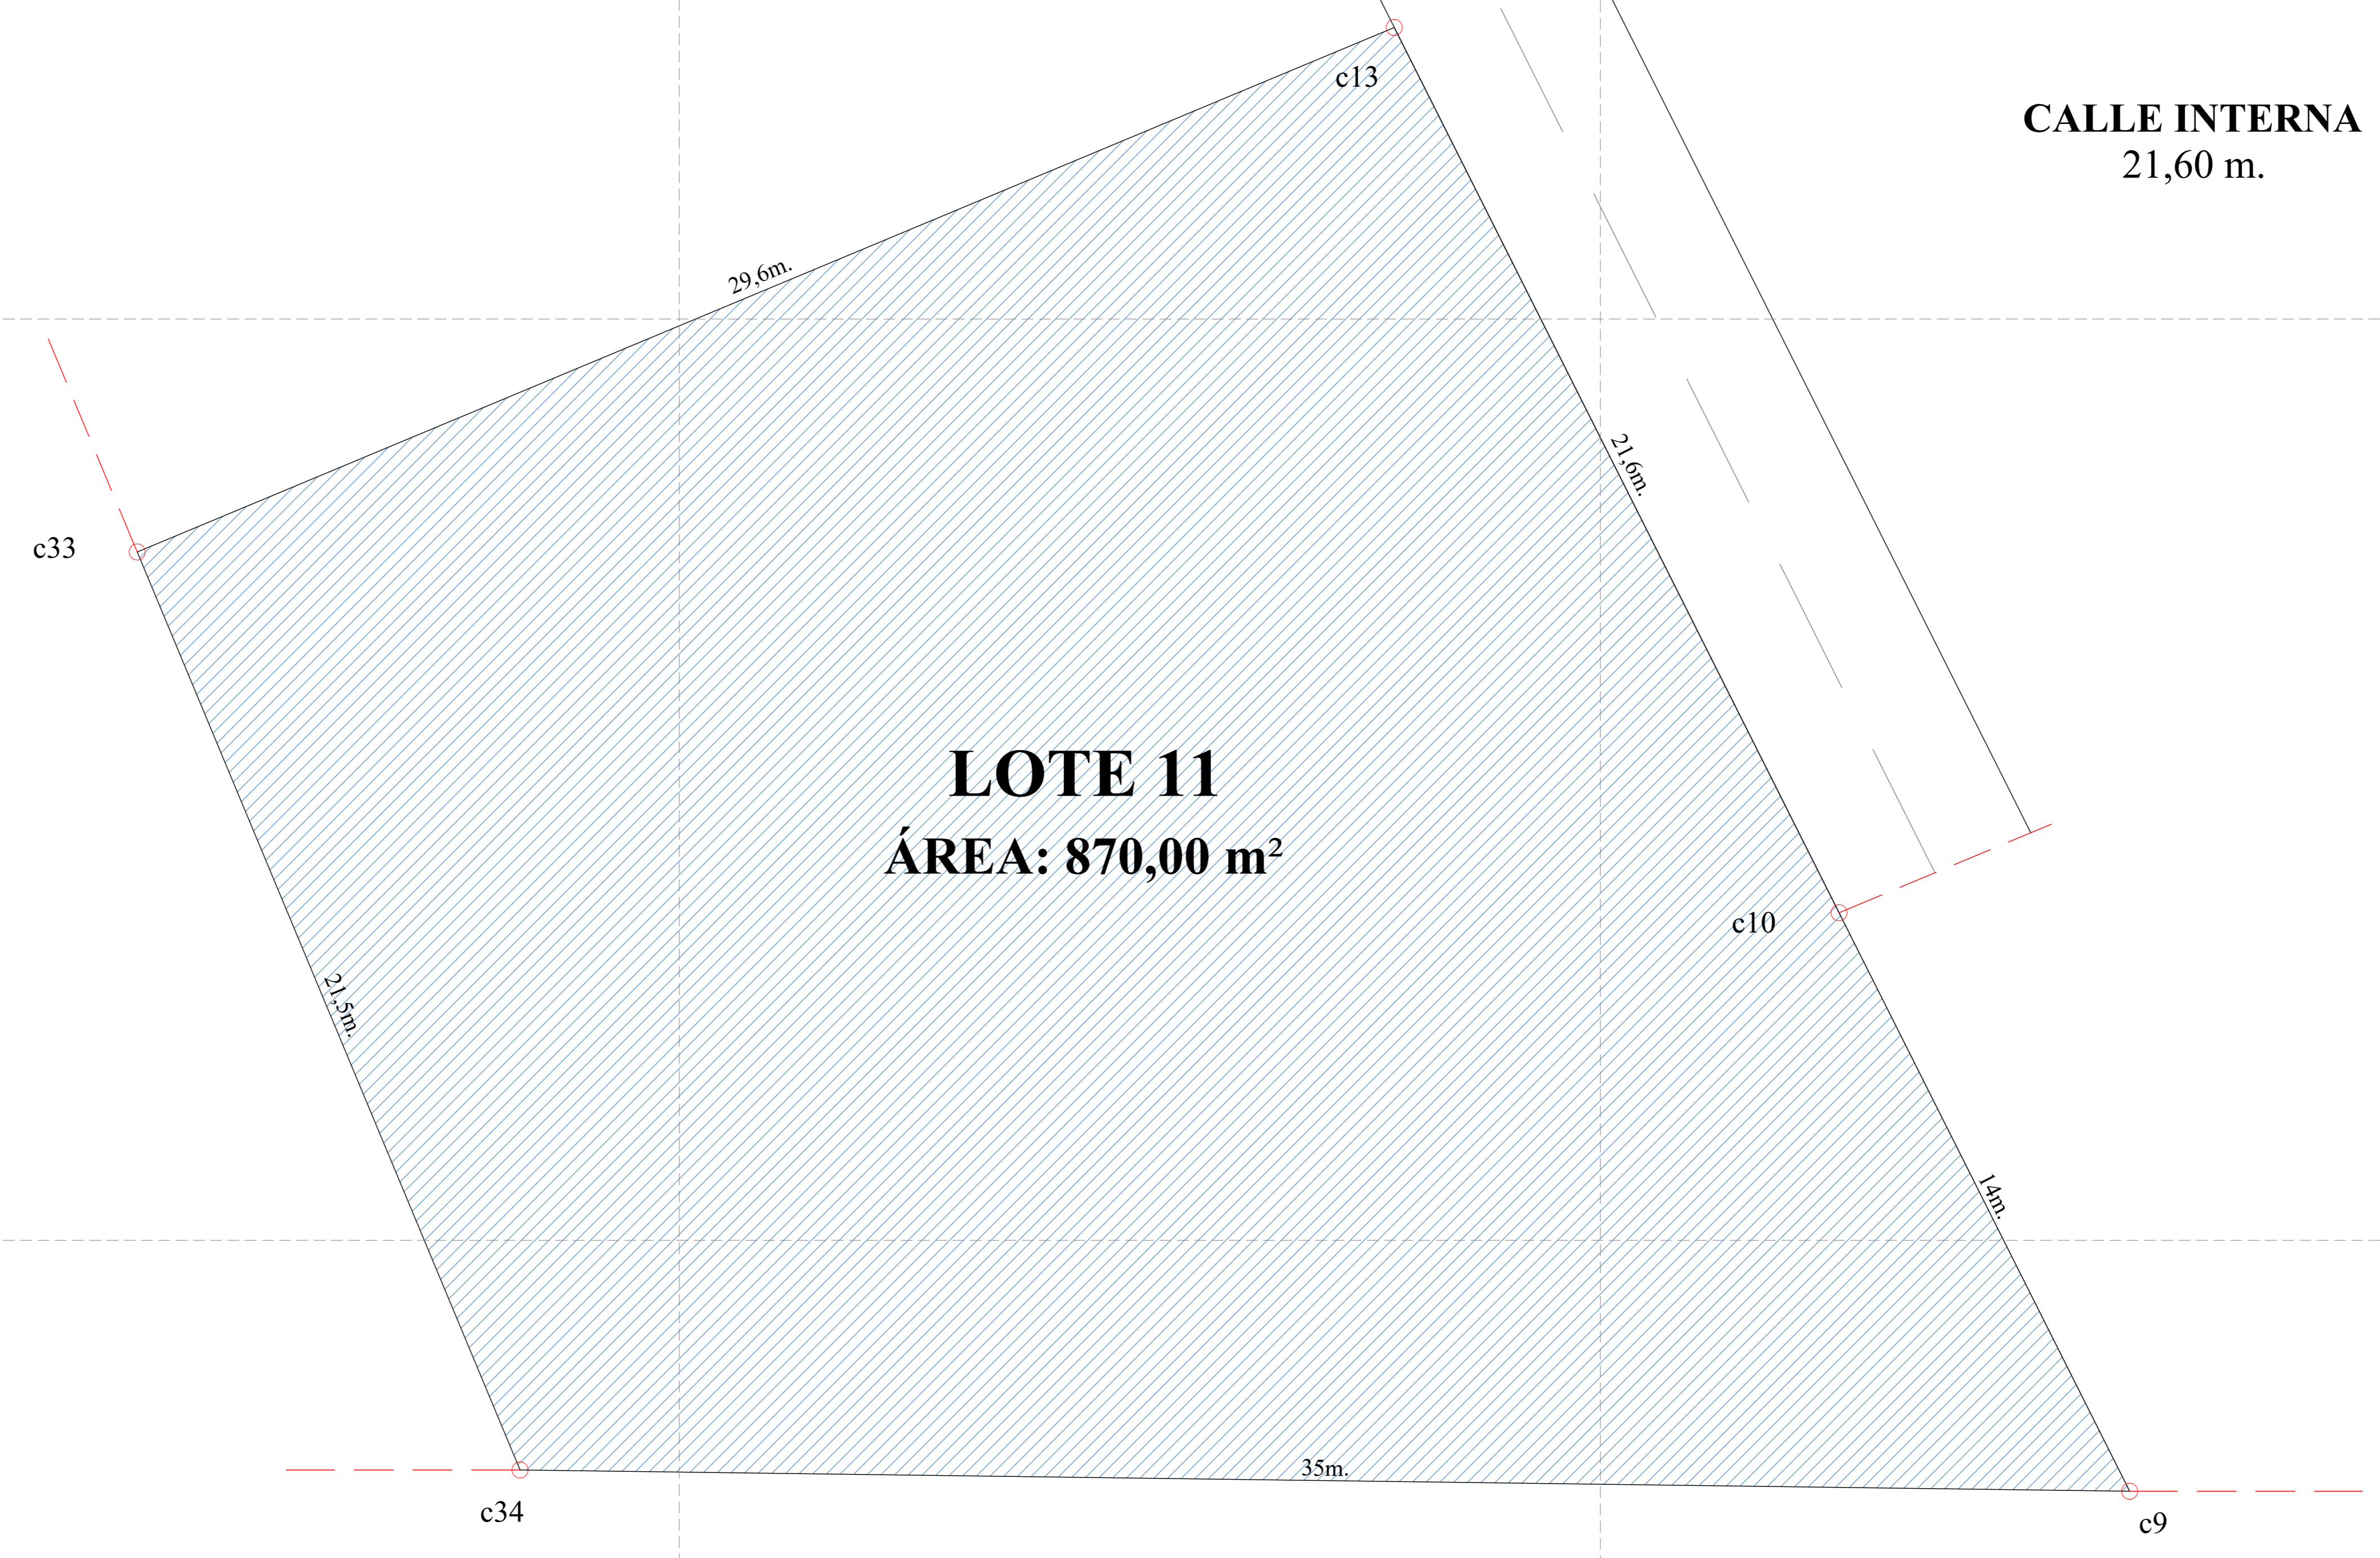 c13
CALLE INTERNA
21,60 m.
29,6m.
21,6m.
c33
LOTE 11
ÁREA: 870,00 m²
c10
21,5m.
14m.
35m.
c34
c9